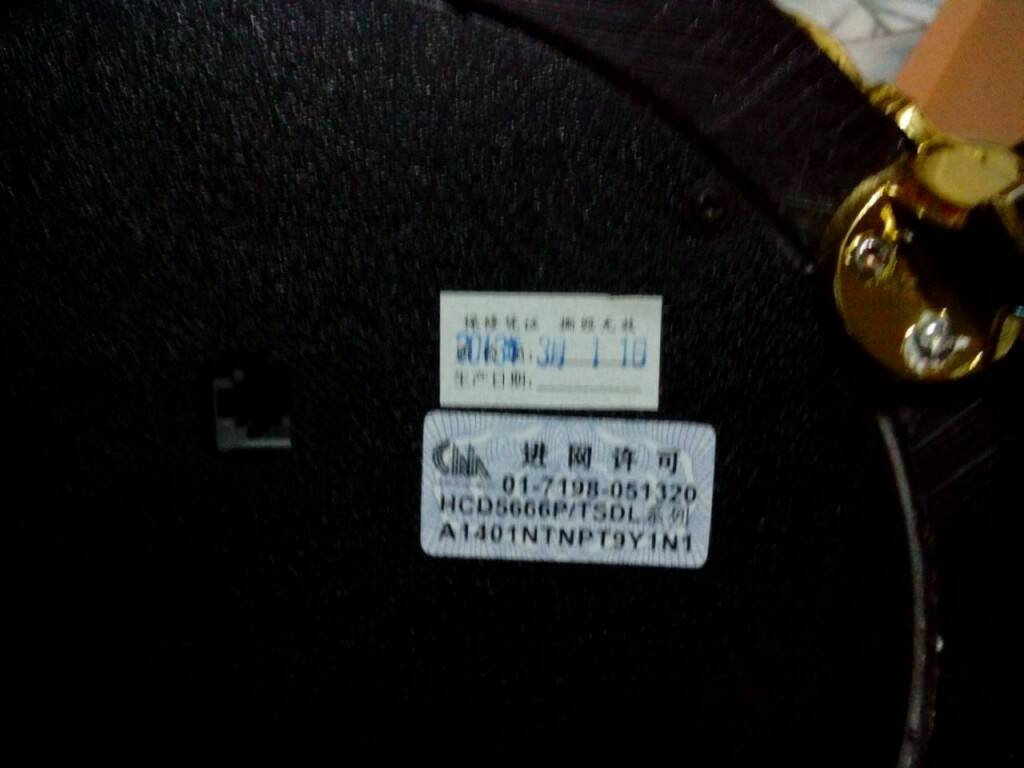 保修凭证 撕毁无效
生产日期:
CNA 进网许可
01-7198-051320
HCD5666P/TSDL系列
A1401NTNPT9Y1N1